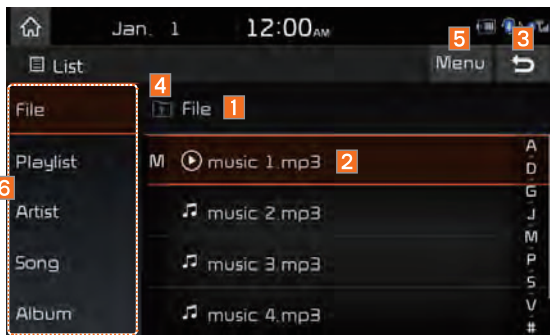 Jan. 1 12:00AM
List Menu 5 3
File 4 File 1
Playlist M music 1.mp3 2
6
Artist music 2.mp3
Song music 3.mp3
Album music 4.mp3
A
D
G
J
M
P
S
V
#